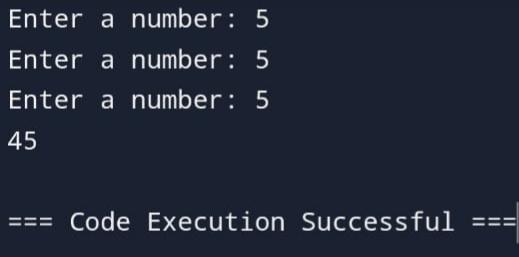 Enter a number: 5
Enter a number: 5
Enter a number: 5
45
=== Code Execution Successful ===